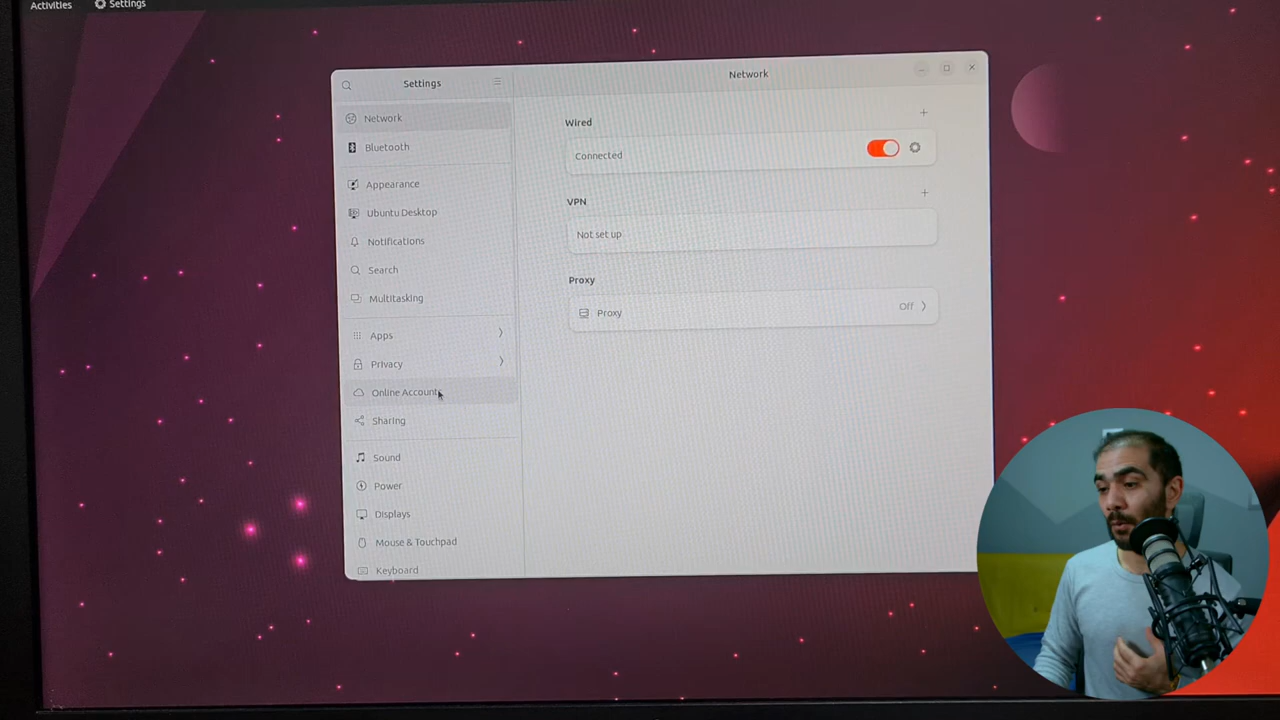 Activities
Settings
Settings
Network
Bluetooth
Appearance
Ubuntu Desktop
Notifications
Search
Multitasking
Apps
Privacy
Online Accounts
Sharing
Sound
Power
Displays
Mouse & Touchpad
Keyboard
Network
Wired
Connected
VPN
Not set up
Proxy
Proxy
Off